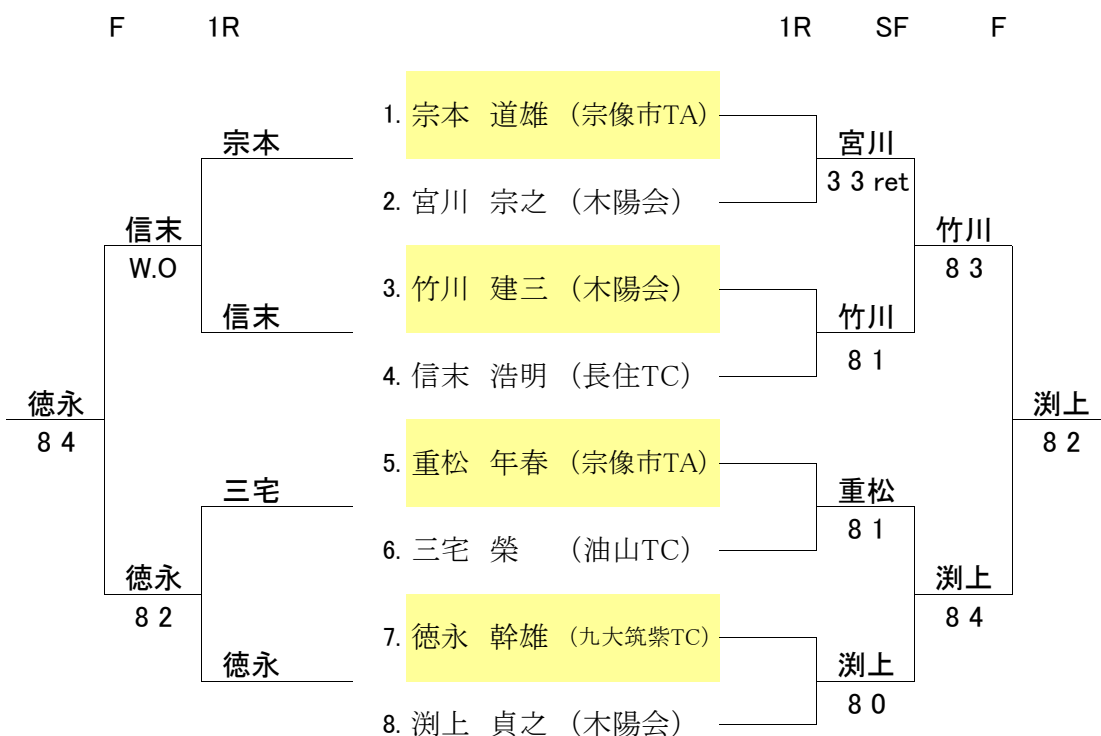 F 1R 1R SF F
1. 宗本 道雄 (宗像市TA)
宗本 宮川
3 3 ret
2. 宮川 宗之 (木陽会)
信末 竹川
W.O 8 3
3. 竹川 建三 (木陽会)
信末 竹川
8 1
4. 信末 浩明 (長住TC)
徳永 渕上
8 4 8 2
5. 重松 年春 (宗像市TA)
三宅 重松
8 1
6. 三宅 榮 (油山TC)
徳永 渕上
8 2 8 4
7. 徳永 幹雄 (九大筑紫TC)
徳永 渕上
8 0
8. 渕上 貞之 (木陽会)